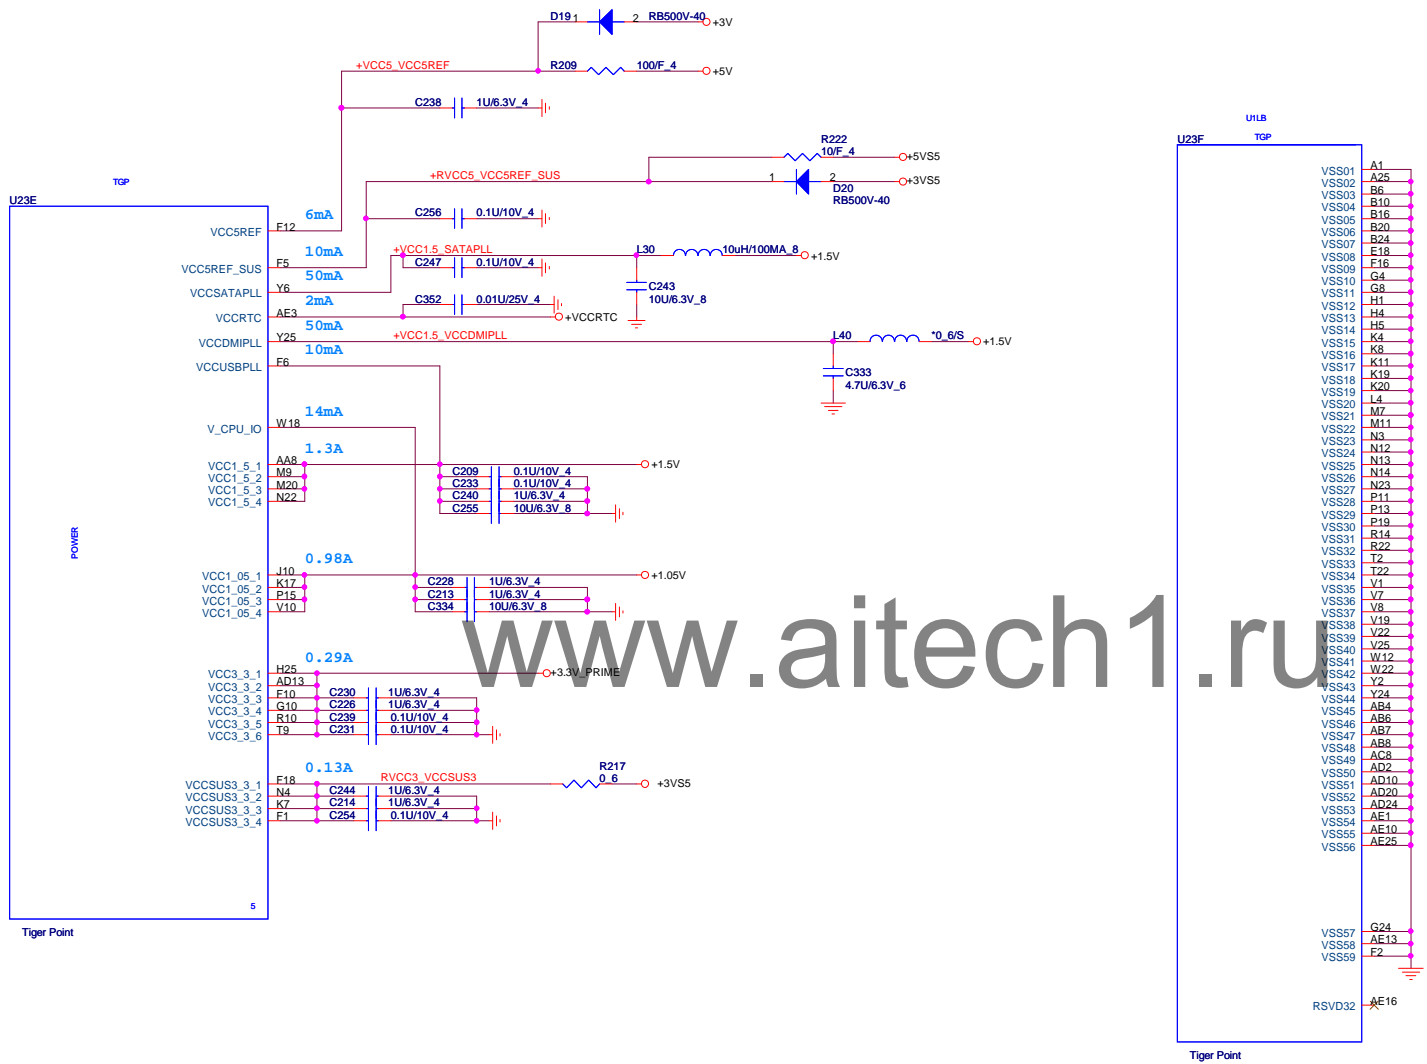 D19 1 2 RB500V-40 +3V
+VCC5_VCC5REF R209 100/F_4 +5V
C238 1U/6.3V_4
R222
10/F_4 +5VS5
+RVCC5_VCC5REF_SUS 1 2 +3VS5
D20
RB500V-40
TGP
U23E
6mA
VCC5REF F12
C256 0.1U/10V_4
10mA
VCC5REF_SUS F5
+VCC1.5_SATAPLL L30 10uH/100MA_8 +1.5V
C247 0.1U/10V_4
C243
10U/6.3V_8
50mA
VCCSATAPLL Y6
2mA
C352 0.01U/25V_4
VCCRTC AE3 +VCCRTC
50mA
VCCDMIPLL Y25 +VCC1.5_VCCDMIPLL L40 *0_6/S +1.5V
C333
4.7U/6.3V_6
10mA
VCCUSBPLL F6
14mA
V_CPU_IO W18
1.3A
VCC1_5_1 AA8 +1.5V
VCC1_5_2 M9 C209 0.1U/10V_4
VCC1_5_3 M20 C233 0.1U/10V_4
VCC1_5_4 N22 C240 1U/6.3V_4
C255 10U/6.3V_8
POWER
0.98A
VCC1_05_1 J10 +1.05V
VCC1_05_2 K17 C228 1U/6.3V_4
VCC1_05_3 P15 C213 1U/6.3V_4
VCC1_05_4 V10 C334 10U/6.3V_8
www.aitech1.ru
0.29A
VCC3_3_1 H25 +3.3V_PRIME
VCC3_3_2 AD13
VCC3_3_3 F10 C230 1U/6.3V_4
VCC3_3_4 G10 C226 1U/6.3V_4
VCC3_3_5 R10 C239 0.1U/10V_4
VCC3_3_6 T9 C231 0.1U/10V_4
0.13A
VCCSUS3_3_1 F18 RVCC3_VCCSUS3 R217 0_6 +3VS5
VCCSUS3_3_2 N4 C244 1U/6.3V_4
VCCSUS3_3_3 K7 C214 1U/6.3V_4
VCCSUS3_3_4 F1 C254 0.1U/10V_4
5
Tiger Point
U1LB
U23F TGP
VSS01 A1
VSS02 A25
VSS03 B6
VSS04 B10
VSS05 B16
VSS06 B20
VSS07 B24
VSS08 E18
VSS09 F16
VSS10 G4
VSS11 G8
VSS12 H1
VSS13 H4
VSS14 H5
VSS15 K4
VSS16 K8
VSS17 K11
VSS18 K19
VSS19 K20
VSS20 L4
VSS21 M7
VSS22 M11
VSS23 N3
VSS24 N12
VSS25 N13
VSS26 N14
VSS27 N23
VSS28 P11
VSS29 P13
VSS30 P19
VSS31 R14
VSS32 R22
VSS33 T2
VSS34 T22
VSS35 V1
VSS36 V7
VSS37 V8
VSS38 V19
VSS39 V22
VSS40 V25
VSS41 W12
VSS42 W22
VSS43 Y2
VSS44 Y24
VSS45 AB4
VSS46 AB6
VSS47 AB7
VSS48 AB8
VSS49 AC8
VSS50 AD2
VSS51 AD10
VSS52 AD20
VSS53 AD24
VSS54 AE1
VSS55 AE10
VSS56 AE25
VSS57 G24
VSS58 AE13
VSS59 F2
RSVD32 AE16
Tiger Point